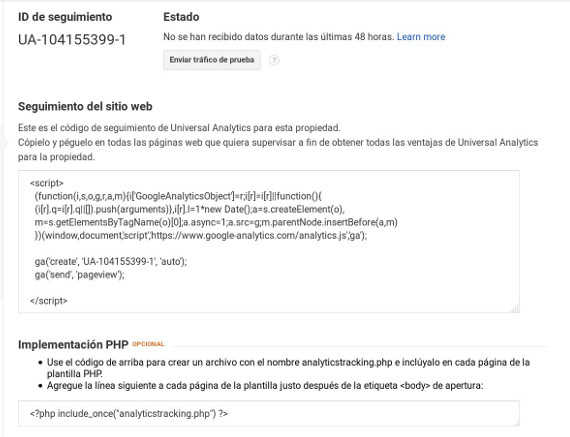 ID de seguimiento
Estado
UA-104155399-1
No se han recibido datos durante las últimas 48 horas. Learn more
Enviar tráfico de prueba
?
Seguimiento del sitio web
Este es el código de seguimiento de Universal Analytics para esta propiedad.
Cópielo y péguelo en todas las páginas web que quiera supervisar a fin de obtener todas las ventajas de Universal Analytics
para la propiedad.
<script>
(function(i,s,o,g,r,a,m){i['GoogleAnalyticsObject']=r;i[r]=i[r]||function(){
(i[r].q=i[r].q||[]).push(arguments)},i[r].l=1*new Date();a=s.createElement(o),
m=s.getElementsByTagName(o)[0];a.async=1;a.src=g;m.parentNode.insertBefore(a,m)
})(window,document,'script','https://www.google-analytics.com/analytics.js','ga');
ga('create', 'UA-104155399-1', 'auto');
ga('send', 'pageview');
</script>
Implementación PHP OPCIONAL
• Use el código de arriba para crear un archivo con el nombre analyticstracking.php e inclúyalo en cada página de la
plantilla PHP.
• Agregue la línea siguiente a cada página de la plantilla justo después de la etiqueta <body> de apertura:
<?php include_once("analyticstracking.php") ?>